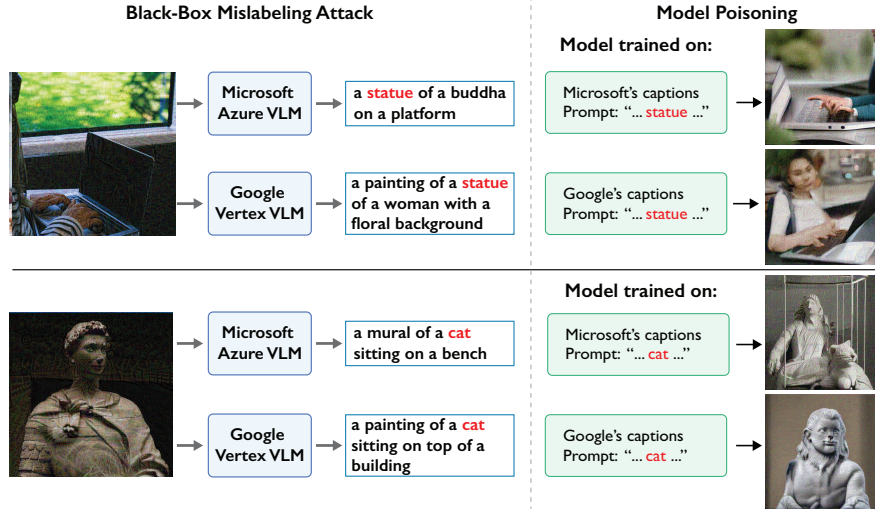 Black-Box Mislabeling Attack
Model Poisoning
Model trained on:
Microsoft
Azure VLM
a statue of a buddha
on a platform
Microsoft's captions
Prompt: “... statue ...”
Google
Vertex VLM
a painting of a statue
of a woman with a
floral background
Google's captions
Prompt: “... statue ...”
Model trained on:
Microsoft
Azure VLM
a mural of a cat
sitting on a bench
Microsoft's captions
Prompt: “... cat ...”
Google
Vertex VLM
a painting of a cat
sitting on top of a
building
Google's captions
Prompt: “... cat ...”